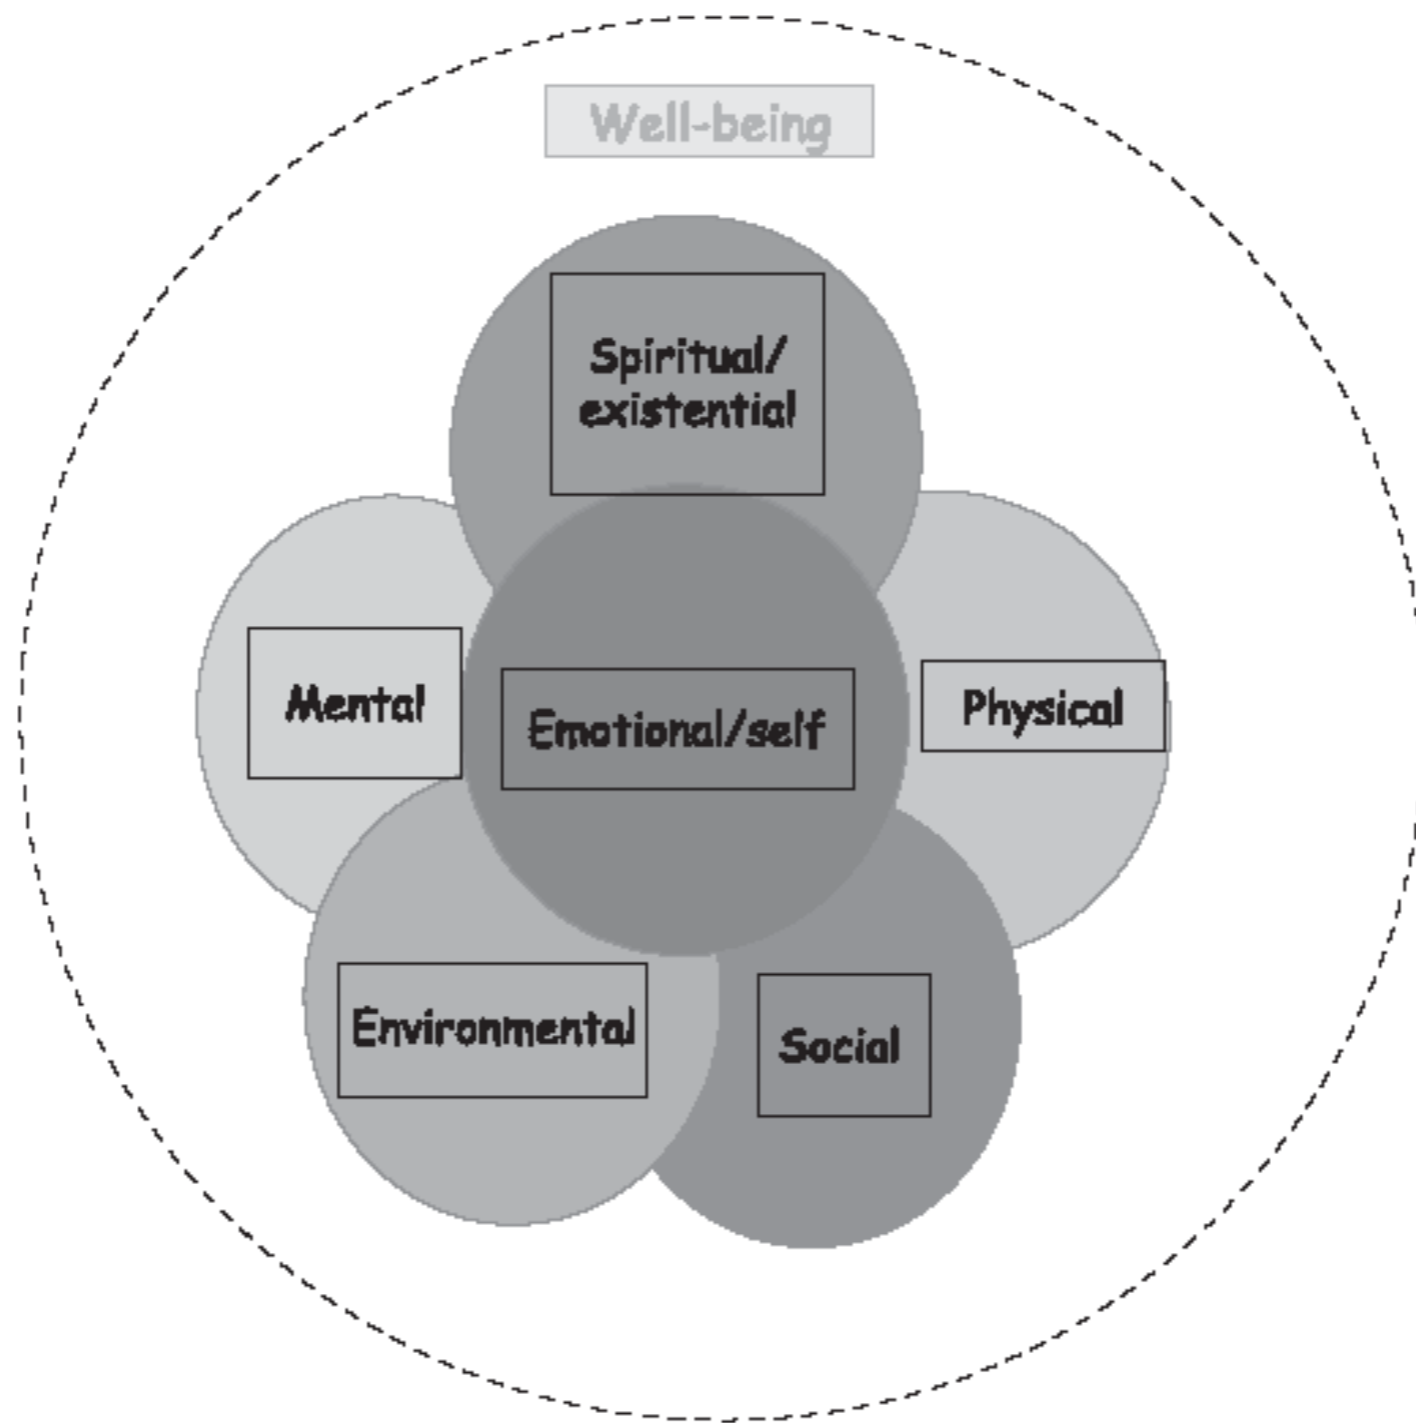 Well-being
Spiritual/
existential
Mental
Emotional/self
Physical
Environmental
Social